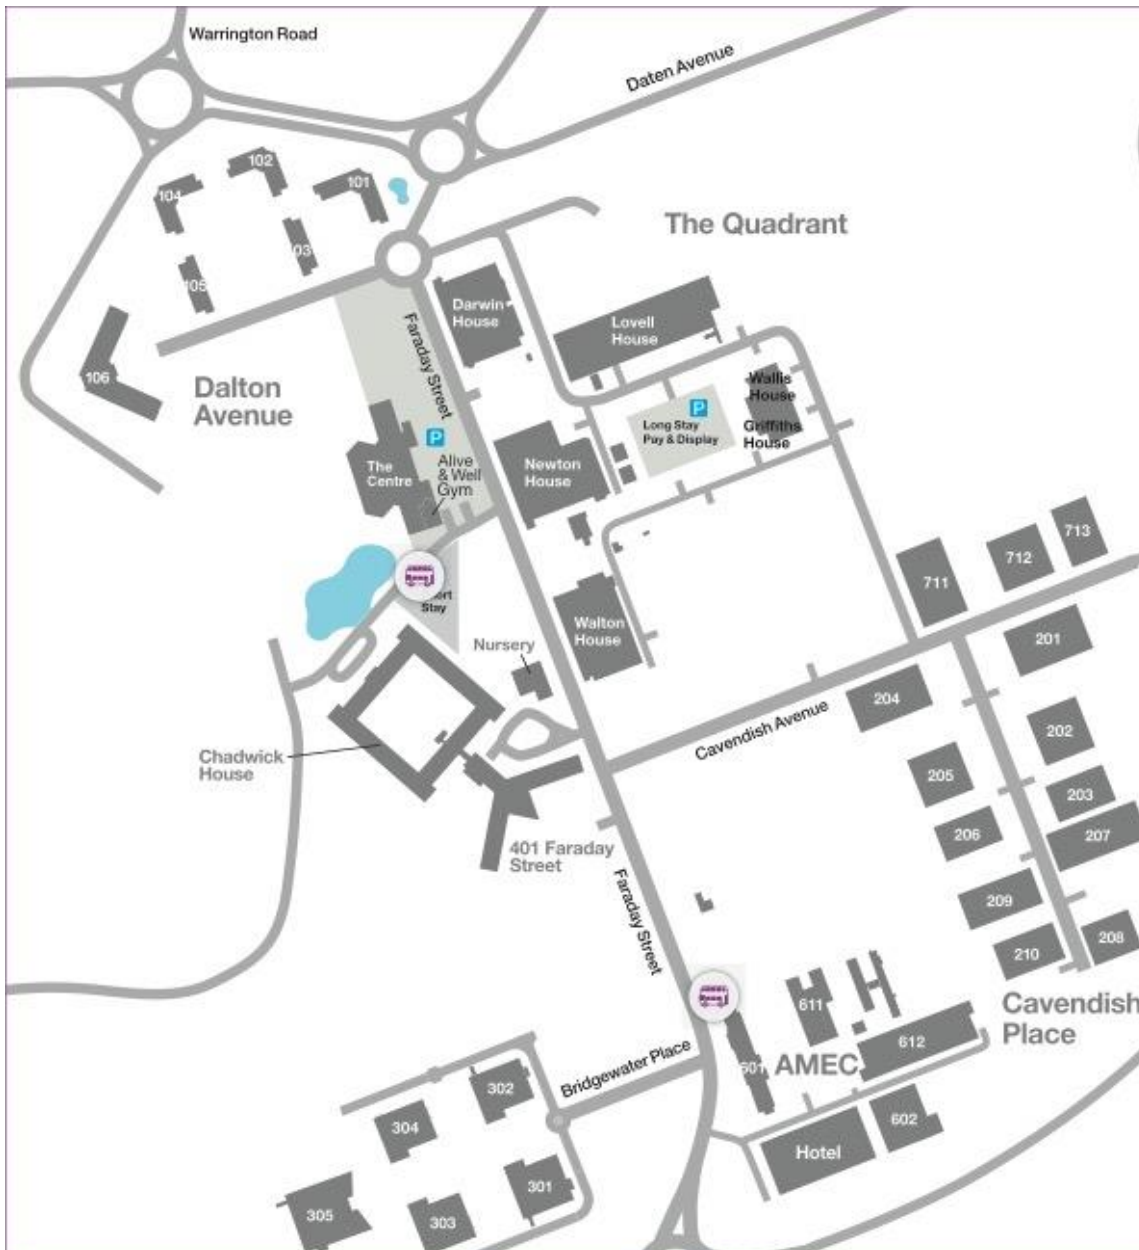 Warrington Road
Daten Avenue
102
101
104
The Quadrant
03
105
Darwin
House
Lovell
House
Faraday Street
106
Dalton
Avenue
Wallis
House
P
Long Stay
Pay & Display
Griffiths
House
P
The
Centre
Alive
& Well
Gym
Newton
House
713
712
711
Stay
Walton
House
Nursery
201
204
Cavendish Avenue
202
Chadwick
House
205
203
206
207
401 Faraday
Street
Faraday Street
209
208
210
611
Cavendish
Place
612
601
AMEC
Bridgewater Place
302
304
602
Hotel
301
305
303